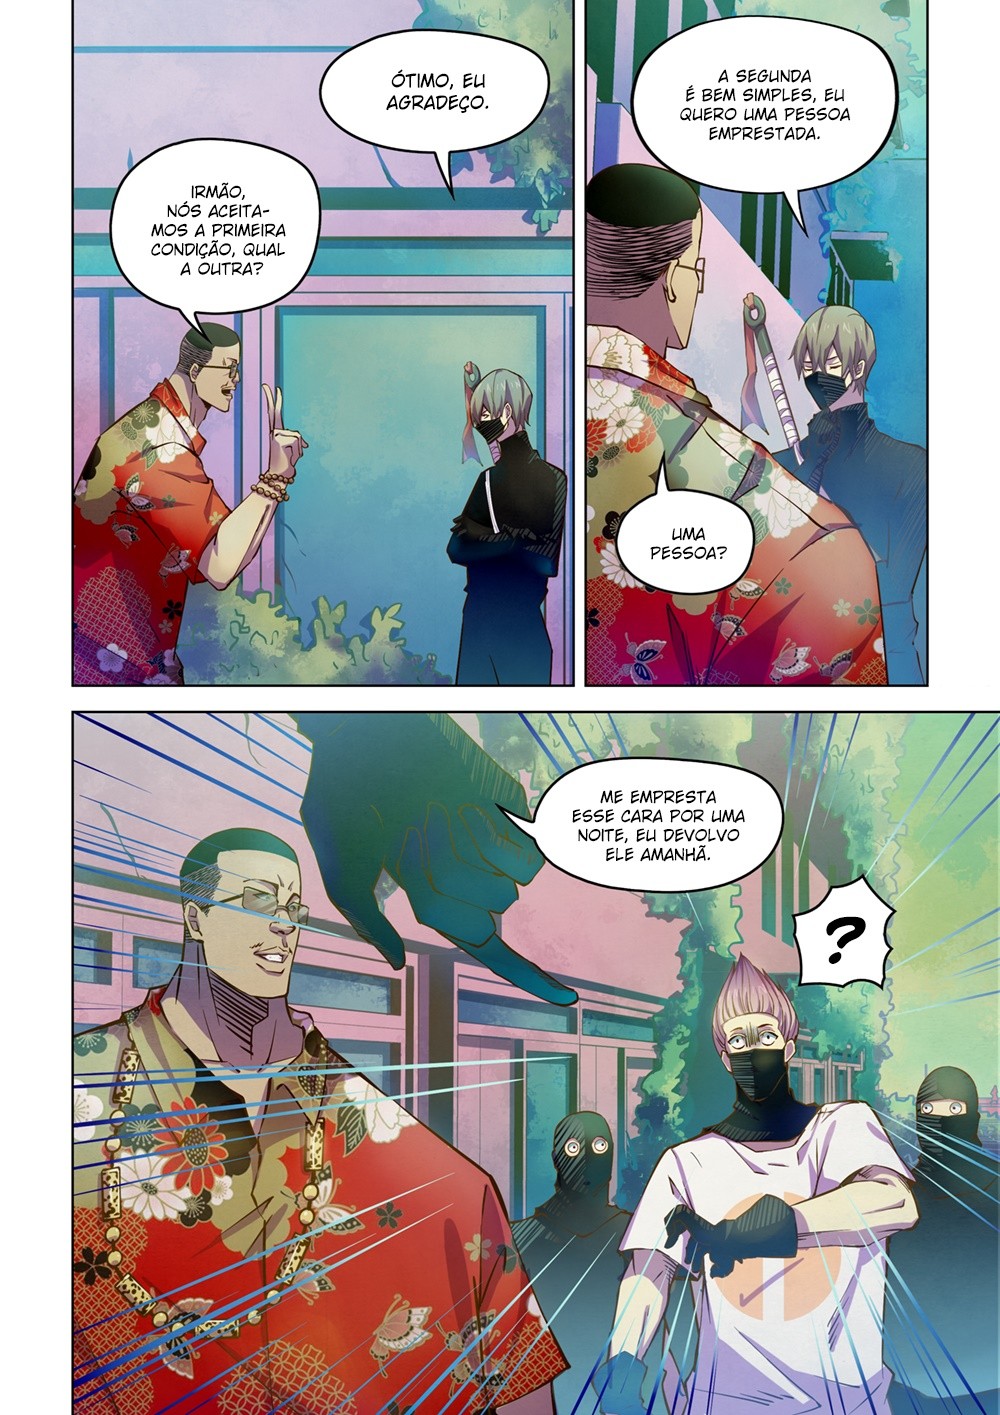 IRMÃO,
NÓS ACEITA-
MOS A PRIMEIRA
CONDIÇÃO, QUAL
A OUTRA?
ÓTIMO, EU
AGRADEÇO.
A SEGUNDA
É BEM SIMPLES, EU
QUERO UMA PESSOA
EMPRESTADA.
UMA
PESSOA?
ME EMPRESTA
ESSE CARA POR UMA
NOITE, EU DEVOLVO
ELE AMANHÃ.
?